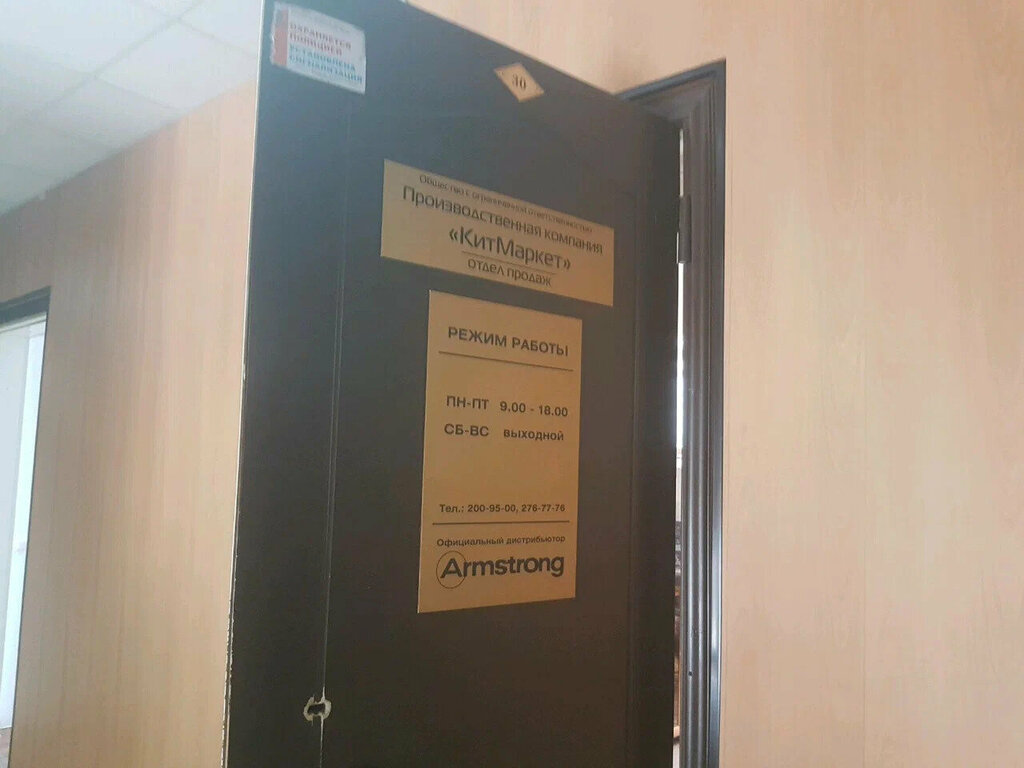 ОХРАНЯЕТСЯ
ПОЛИЦИЕЙ
УСТАНОВЛЕНА
СИГНАЛИЗАЦИЯ
30
Общество с ограниченной ответственностью
Производственная компания
«КитМаркет»
отдел продаж
РЕЖИМ РАБОТЫ
ПН-ПТ 9.00 - 18.00
СБ-ВС выходной
Тел.: 200-95-00, 276-77-76
Официальный дистрибьютор
Armstrong